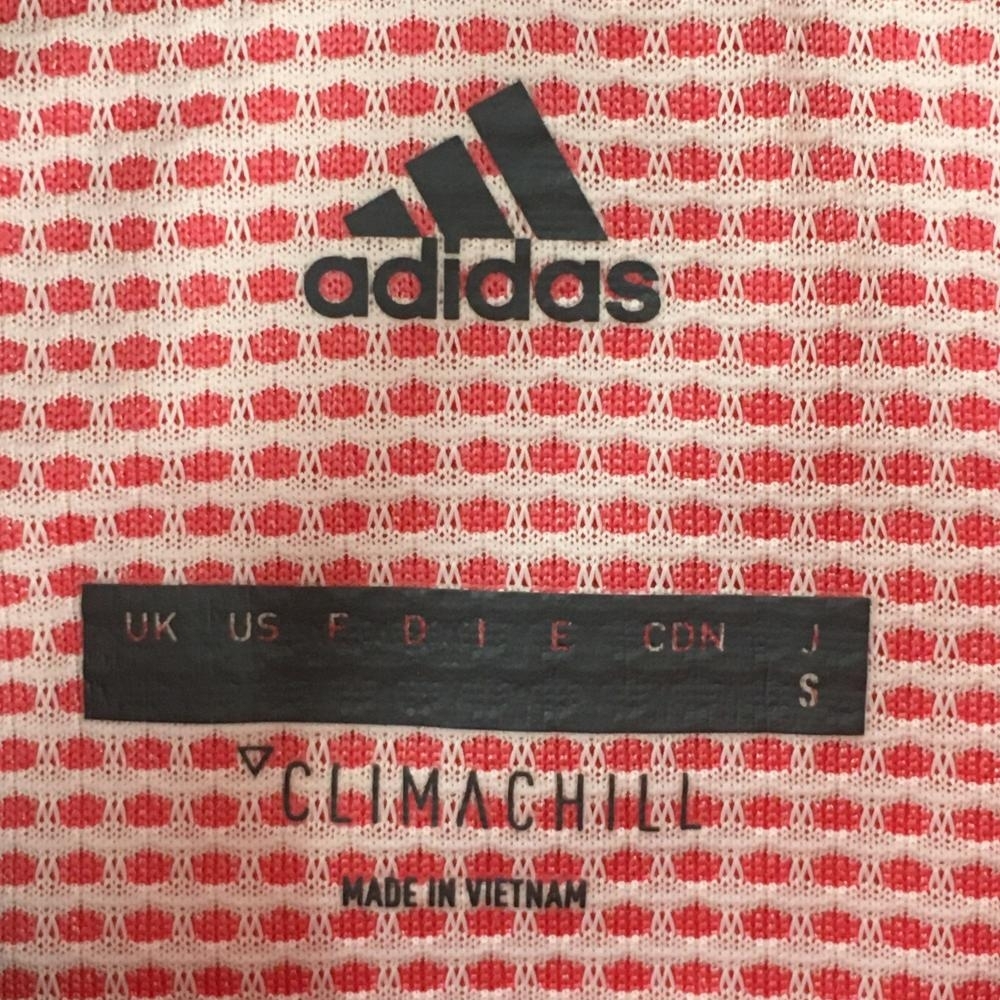 adidas
UK US F D I E CDN J
S
CLIMACHILL
MADE IN VIETNAM